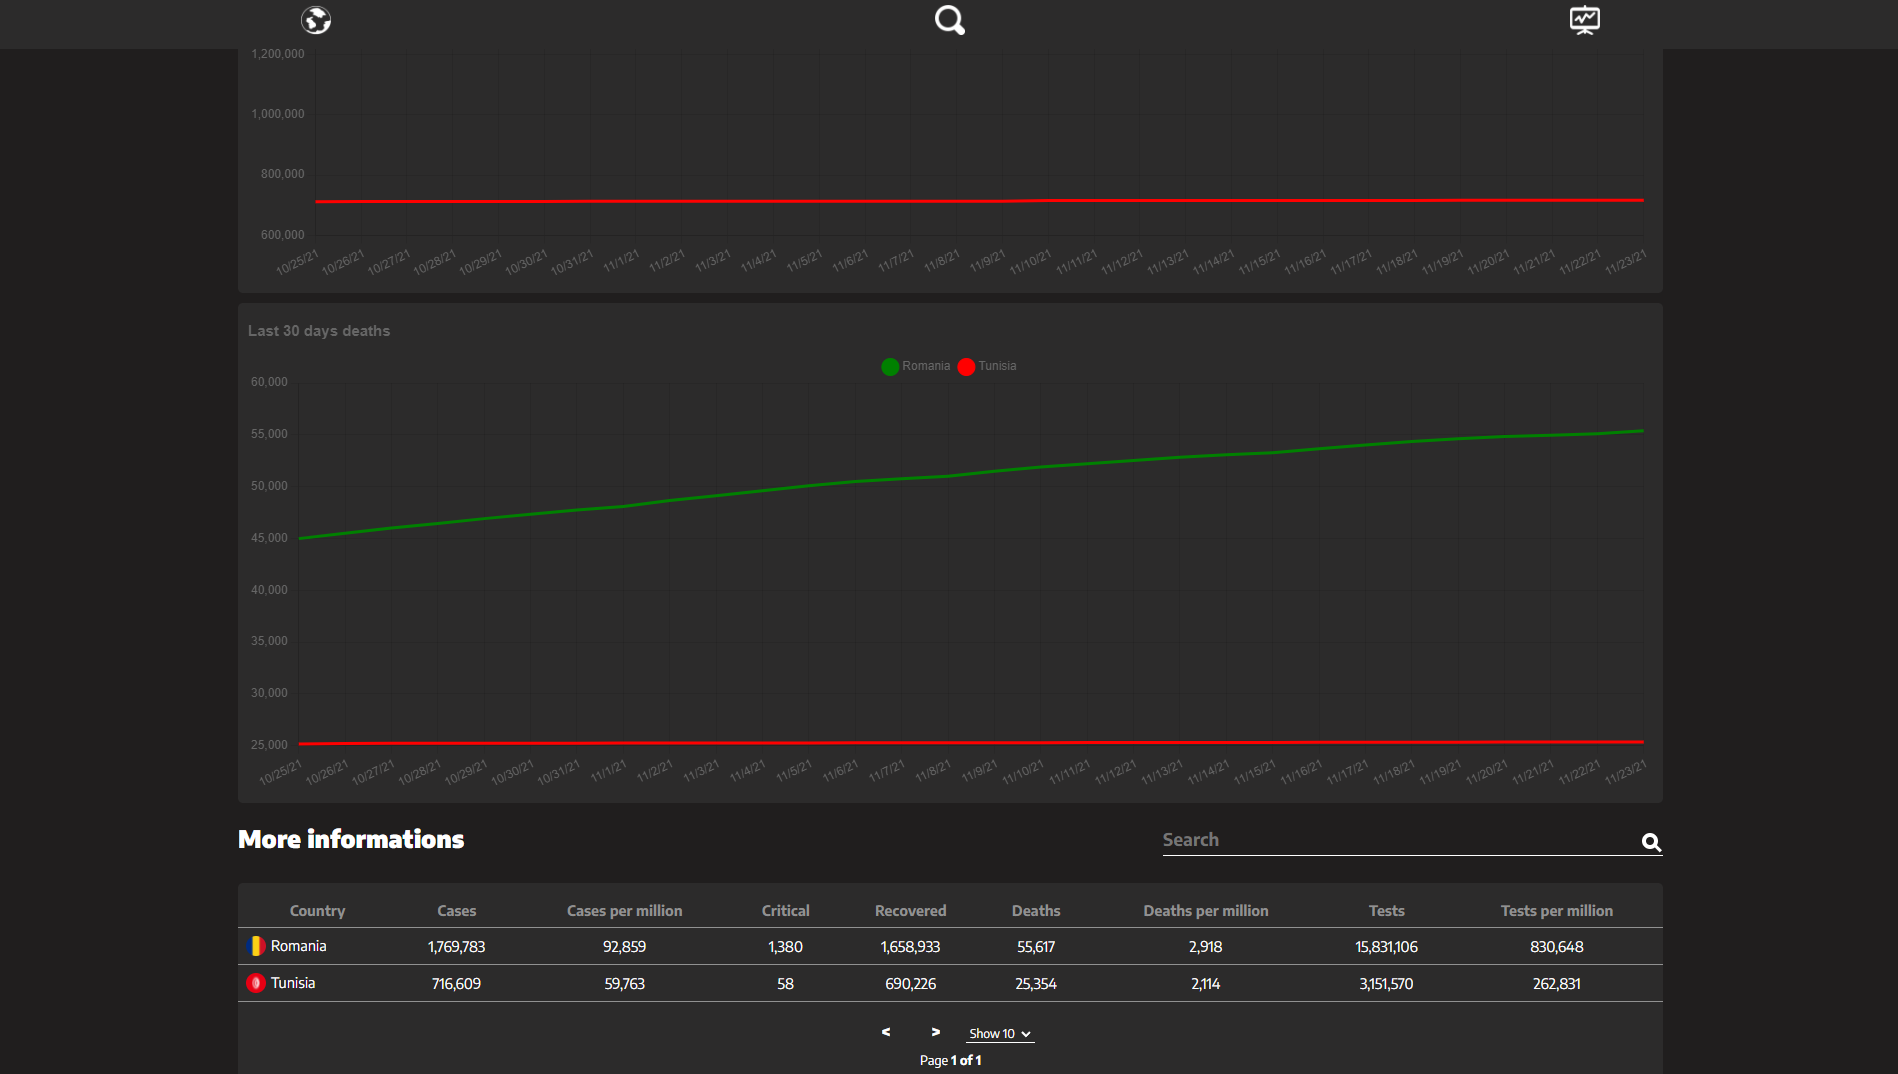 1,200,000
1,000,000
800,000
600,000
10/25/21 10/26/21 10/27/21 10/28/21 10/29/21 10/30/21 10/31/21 11/1/21 11/2/21 11/3/21 11/4/21 11/5/21 11/6/21 11/7/21 11/8/21 11/9/21 11/10/21 11/11/21 11/12/21 11/13/21 11/14/21 11/15/21 11/16/21 11/17/21 11/18/21 11/19/21 11/20/21 11/21/21 11/22/21 11/23/21
Last 30 days deaths
Romania Tunisia
60,000
55,000
50,000
45,000
40,000
35,000
30,000
25,000
10/25/21 10/26/21 10/27/21 10/28/21 10/29/21 10/30/21 10/31/21 11/1/21 11/2/21 11/3/21 11/4/21 11/5/21 11/6/21 11/7/21 11/8/21 11/9/21 11/10/21 11/11/21 11/12/21 11/13/21 11/14/21 11/15/21 11/16/21 11/17/21 11/18/21 11/19/21 11/20/21 11/21/21 11/22/21 11/23/21
More informations
Search
Country Cases Cases per million Critical Recovered Deaths Deaths per million Tests Tests per million
Romania 1,769,783 92,859 1,380 1,658,933 55,617 2,918 15,831,106 830,648
Tunisia 716,609 59,763 58 690,226 25,354 2,114 3,151,570 262,831
< > Show 10
Page 1 of 1